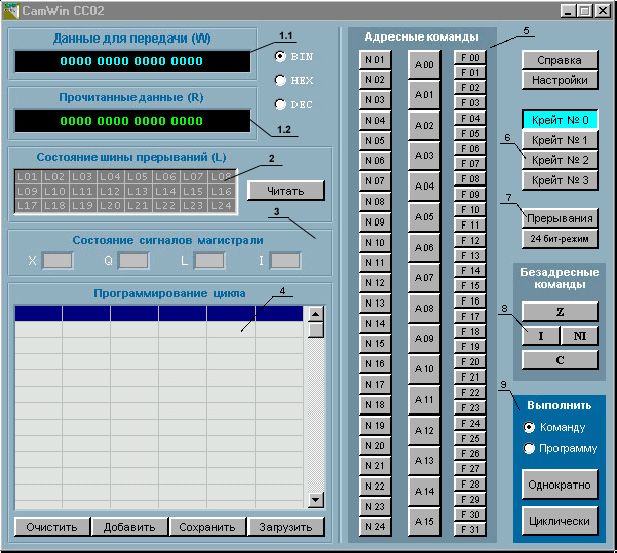 CamWin CC02
Данные для передачи (W)
1.1
0000 0000 0000 0000
BIN
HEX
DEC
Прочитанные данные (R)
0000 0000 0000 0000
1.2
Состояние шины прерываний (L)
2
L01 L02 L03 L04 L05 L06 L07 L08
L09 L10 L11 L12 L13 L14 L15 L16
L17 L18 L19 L20 L21 L22 L23 L24
Читать
3
Состояние сигналов магистрали
X Q L I
Программирование цикла
4
Очистить Добавить Сохранить Загрузить
Адресные команды
5
N 01
N 02
N 03
N 04
N 05
N 06
N 07
N 08
N 09
N 10
N 11
N 12
N 13
N 14
N 15
N 16
N 17
N 18
N 19
N 20
N 21
N 22
N 23
N 24
A 00
A 01
A 02
A 03
A 04
A 05
A 06
A 07
A 08
A 09
A 10
A 11
A 12
A 13
A 14
A 15
F 00
F 01
F 02
F 03
F 04
F 05
F 06
F 07
F 08
F 09
F 10
F 11
F 12
F 13
F 14
F 15
F 16
F 17
F 18
F 19
F 20
F 21
F 22
F 23
F 24
F 25
F 26
F 27
F 28
F 29
F 30
F 31
Справка
Настройки
6
Крейт № 0
Крейт № 1
Крейт № 2
Крейт № 3
7
Прерывания
24 бит-режим
Безадресные
команды
8
Z
I NI
C
9
Выполнить
Команду
Программу
Однократно
Циклически